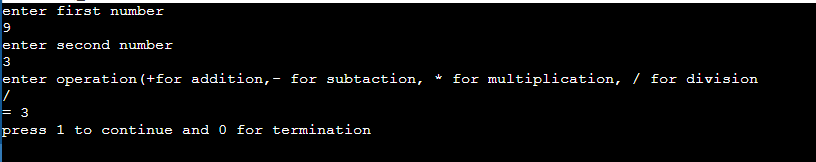 enter first number
9
enter second number
3
enter operation(+for addition,- for subtaction, * for multiplication, / for division
/
= 3
press 1 to continue and 0 for termination